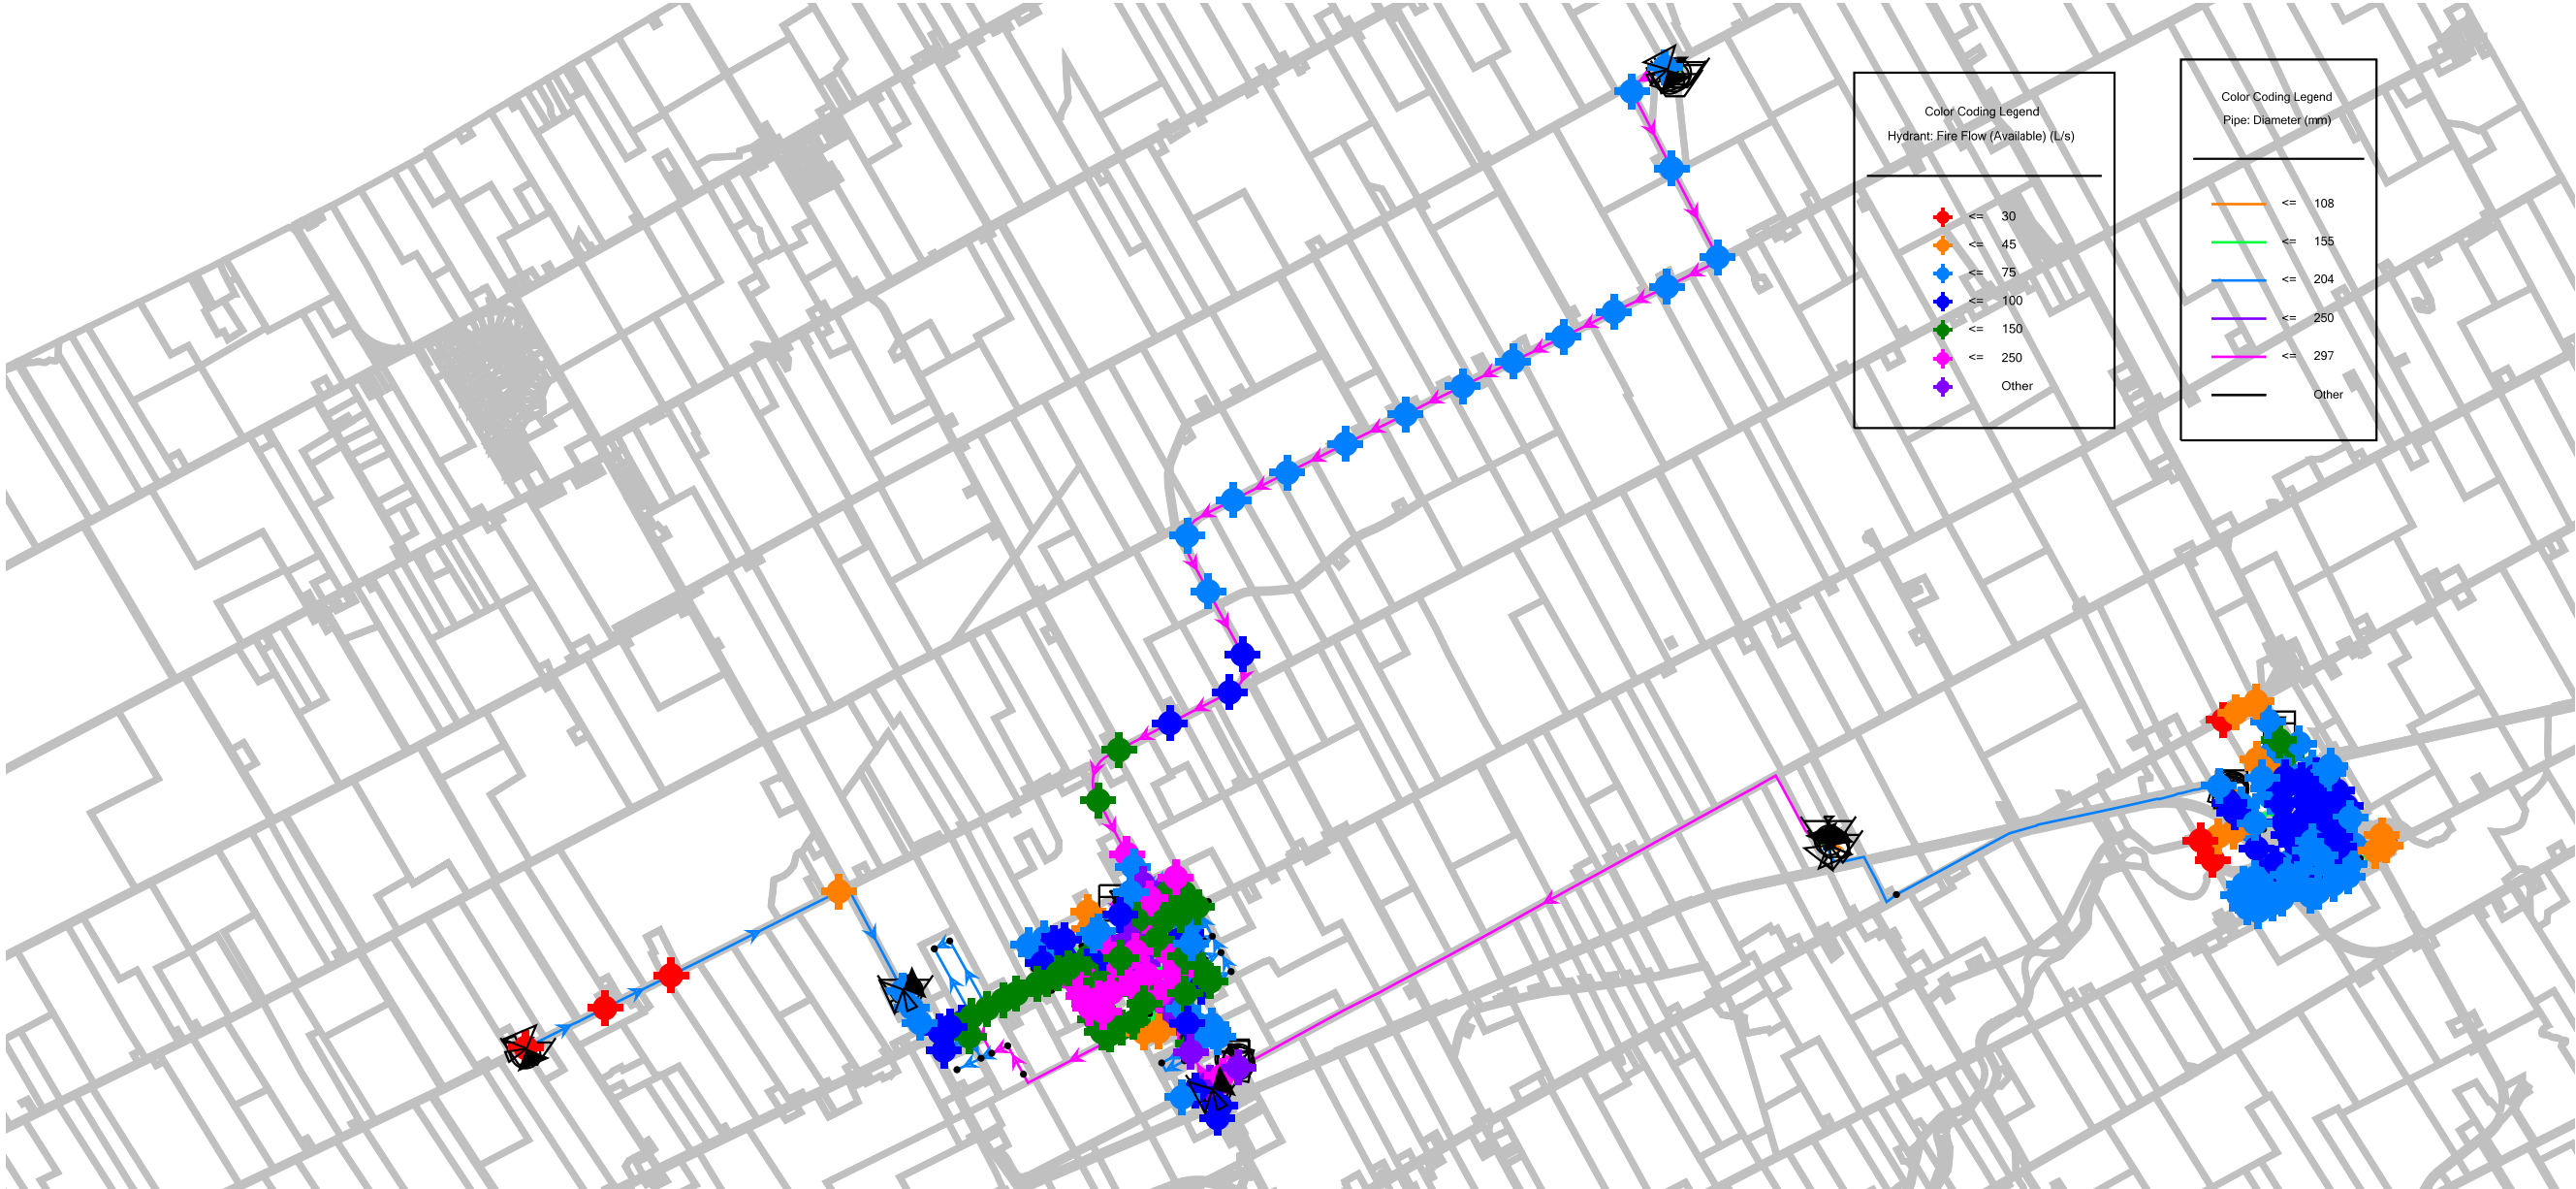 Color Coding Legend
Hydrant: Fire Flow (Available) (L/s)
<= 30
<= 45
<= 75
<= 100
<= 150
<= 250
Other
Color Coding Legend
Pipe: Diameter (mm)
<= 108
<= 155
<= 204
<= 250
<= 297
Other